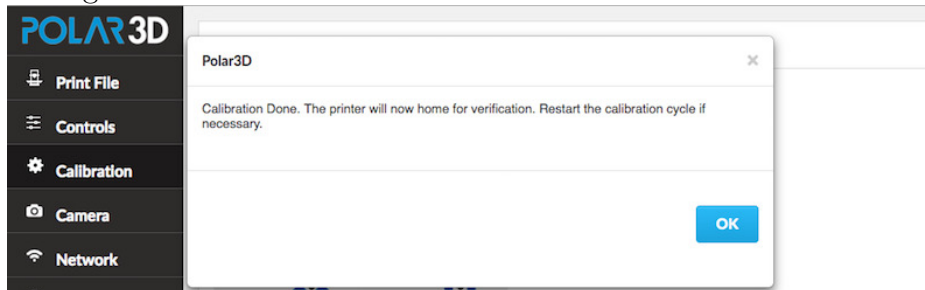 POLAR3D
Print File
Controls
Calibration
Camera
Network
Polar3D
Calibration Done. The printer will now home for verification. Restart the calibration cycle if
necessary.
OK